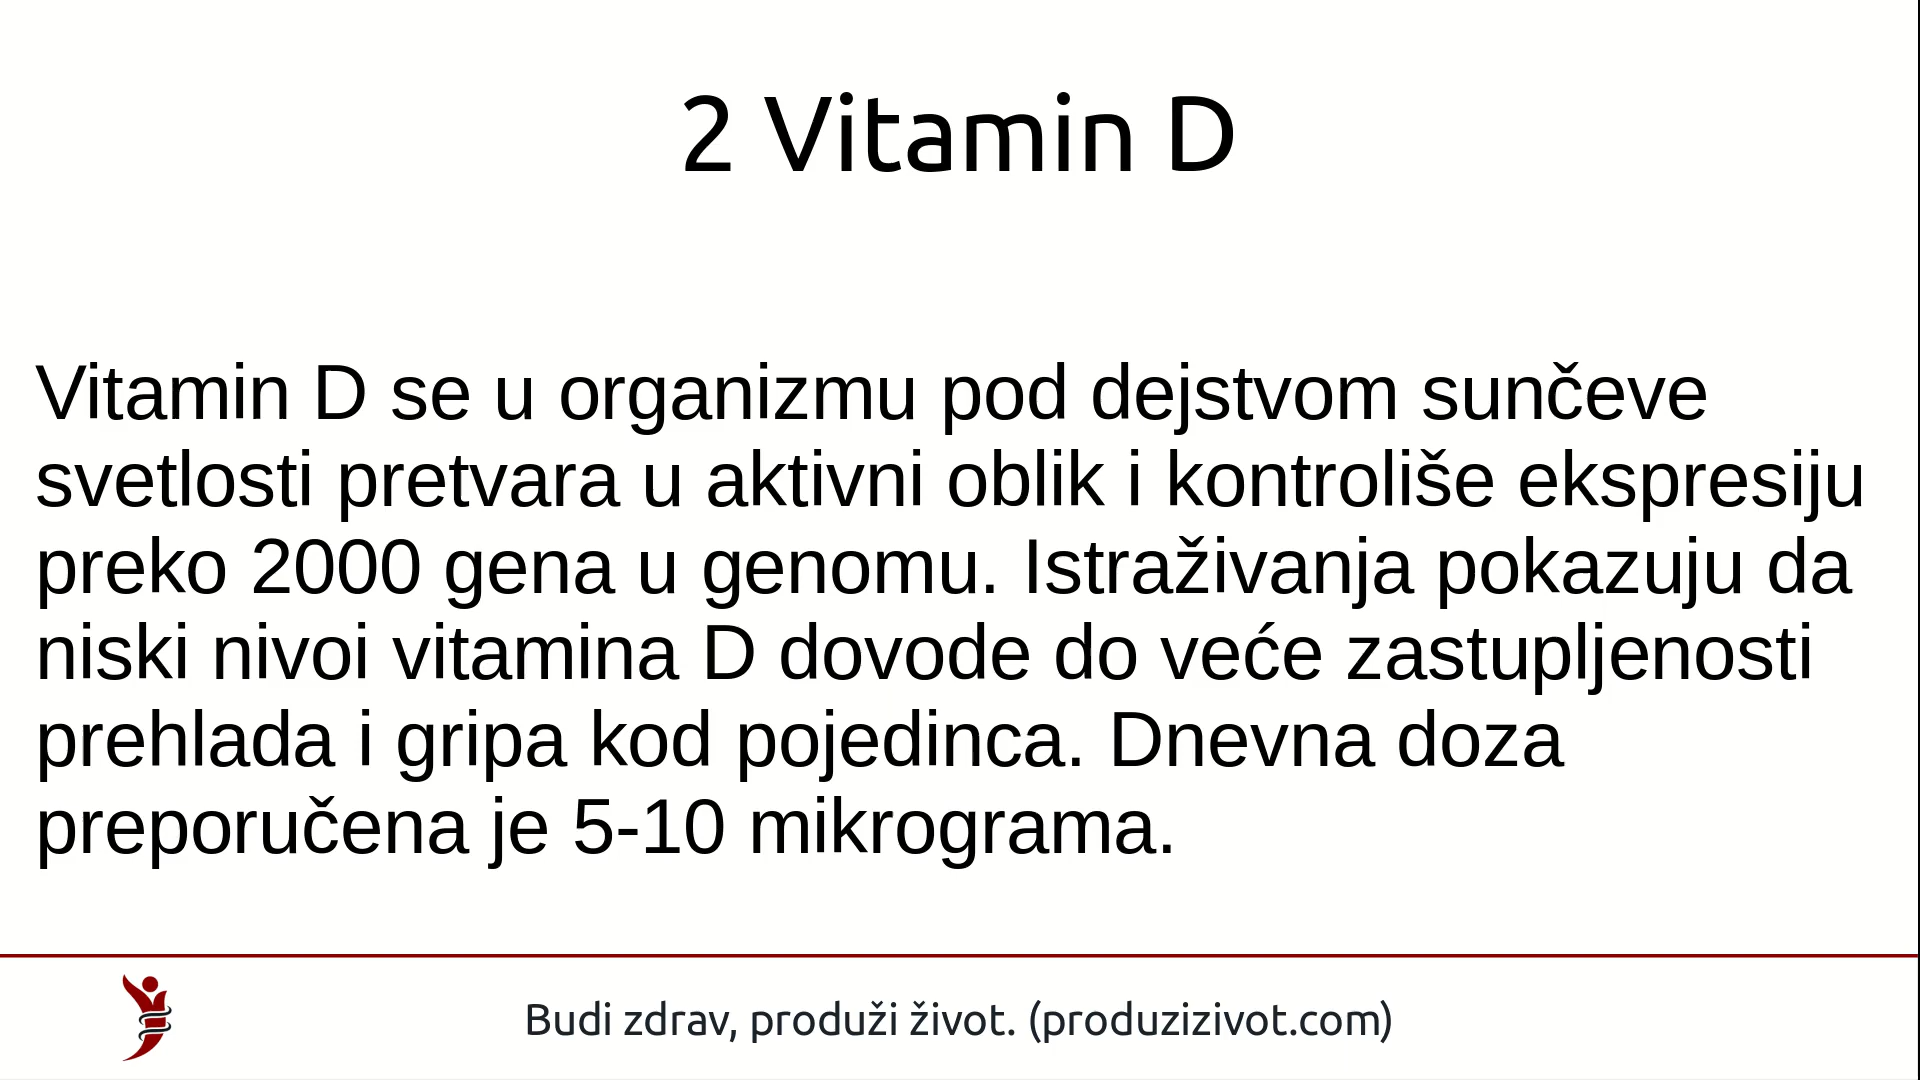 2 Vitamin D
Vitamin D se u organizmu pod dejstvom sunčeve
svetlosti pretvara u aktivni oblik i kontroliše ekspresiju
preko 2000 gena u genomu. Istraživanja pokazuju da
niski nivoi vitamina D dovode do veće zastupljenosti
prehlada i gripa kod pojedinca. Dnevna doza
preporučena je 5-10 mikrograma.
Budi zdrav, produži život. (produzizivot.com)